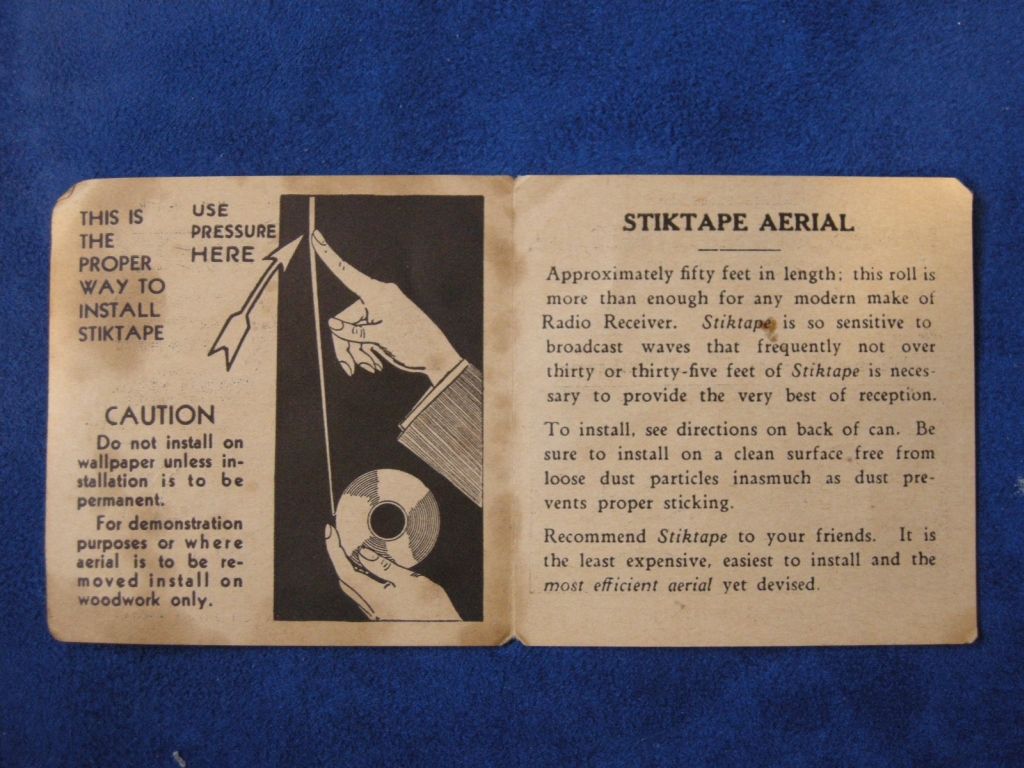 THIS IS
THE
PROPER
WAY TO
INSTALL
STIKTAPE
USE
PRESSURE
HERE
CAUTION
Do not install on
wallpaper unless in-
stallation is to be
permanent.
For demonstration
purposes or where
aerial is to be re-
moved install on
woodwork only.
STIKTAPE AERIAL
Approximately fifty feet in length; this roll is
more than enough for any modern make of
Radio Receiver. Stiktape is so sensitive to
broadcast waves that frequently not over
thirty or thirty-five feet of Stiktape is neces-
sary to provide the very best of reception.
To install, see directions on back of can. Be
sure to install on a clean surface free from
loose dust particles inasmuch as dust pre-
vents proper sticking.
Recommend Stiktape to your friends. It is
the least expensive, easiest to install and the
most efficient aerial yet devised.